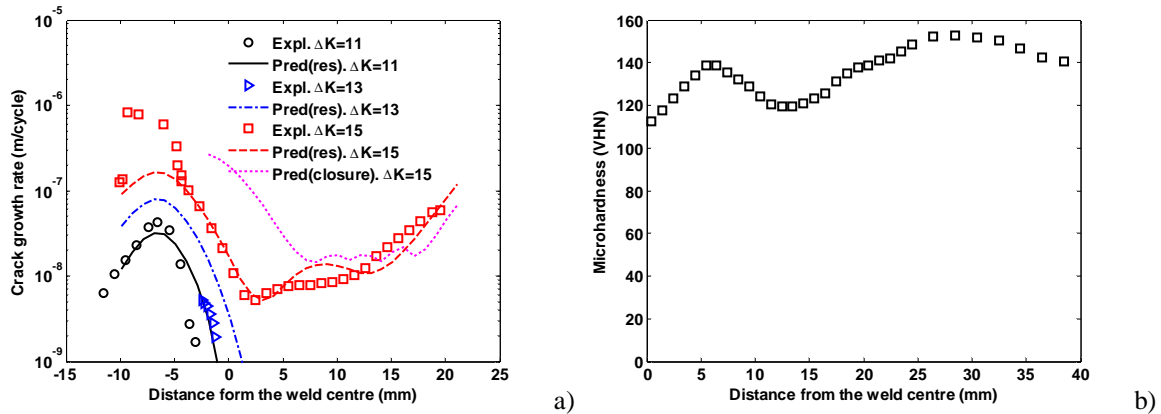 10^-5
10^-6
10^-7
10^-8
10^-9
Crack growth rate (m/cycle)
Expl. ΔK=11
Pred(res). ΔK=11
Expl. ΔK=13
Pred(res). ΔK=13
Expl. ΔK=15
Pred(res). ΔK=15
Pred(closure). ΔK=15
-15 -10 -5 0 5 10 15 20 25
Distance form the weld centre (mm)
a)
160
140
120
100
80
60
40
20
0
Microhardness (VHN)
0 5 10 15 20 25 30 35 40
Distance from the weld centre (mm)
b)